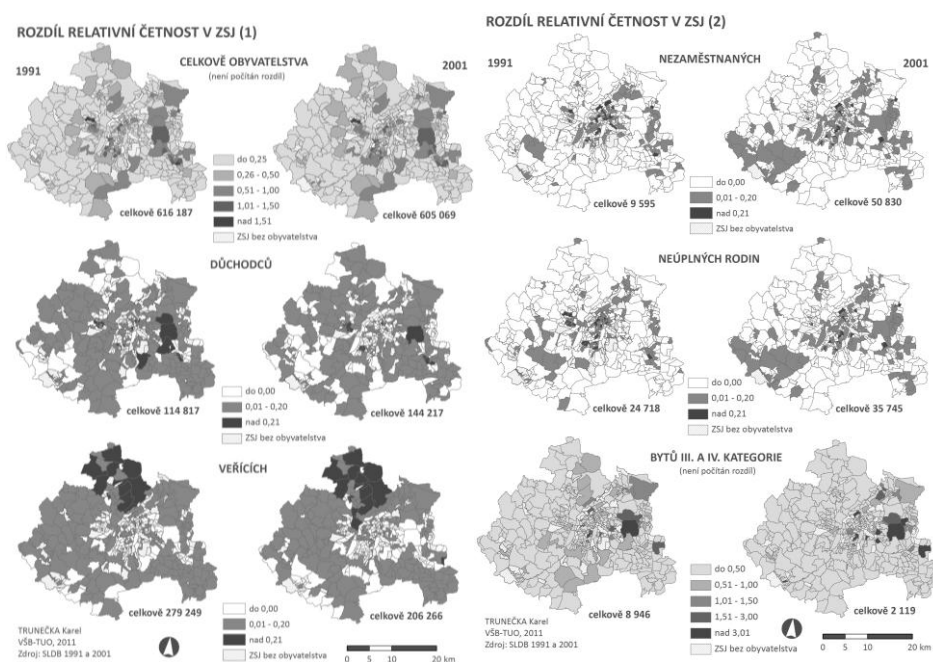 ROZDÍL RELATIVNÍ ČETNOST V ZSJ (1)
1991
CELKOVĚ OBYVATELSTVA
(není počítán rozdíl)
2001
do 0,25
0,26 - 0,50
0,51 - 1,00
1,01 - 1,50
nad 1,51
ZSJ bez obyvatelstva
celkově 616 187
celkově 605 069
DŮCHODCŮ
do 0,00
0,01 - 0,20
nad 0,21
ZSJ bez obyvatelstva
celkově 114 817
celkově 144 217
VEŘÍCÍCH
do 0,00
0,01 - 0,20
nad 0,21
ZSJ bez obyvatelstva
celkově 279 249
celkově 206 266
TRUNEČKA Karel
VŠB-TUO, 2011
Zdroj: SLDB 1991 a 2001
0 5 10 20 km
ROZDÍL RELATIVNÍ ČETNOST V ZSJ (2)
1991
NEZAMĚSTNANÝCH
2001
do 0,00
0,01 - 0,20
nad 0,21
ZSJ bez obyvatelstva
celkově 9 595
celkově 50 830
NEÚPLNÝCH RODIN
do 0,00
0,01 - 0,20
nad 0,21
ZSJ bez obyvatelstva
celkově 24 718
celkově 35 745
BYTŮ III. A IV. KATEGORIE
(není počítán rozdíl)
do 0,50
0,51 - 1,00
1,01 - 1,50
1,51 - 3,00
nad 3,01
ZSJ bez obyvatelstva
celkově 8 946
celkově 2 119
TRUNEČKA Karel
VŠB-TUO, 2011
Zdroj: SLDB 1991 a 2001
0 5 10 20 km